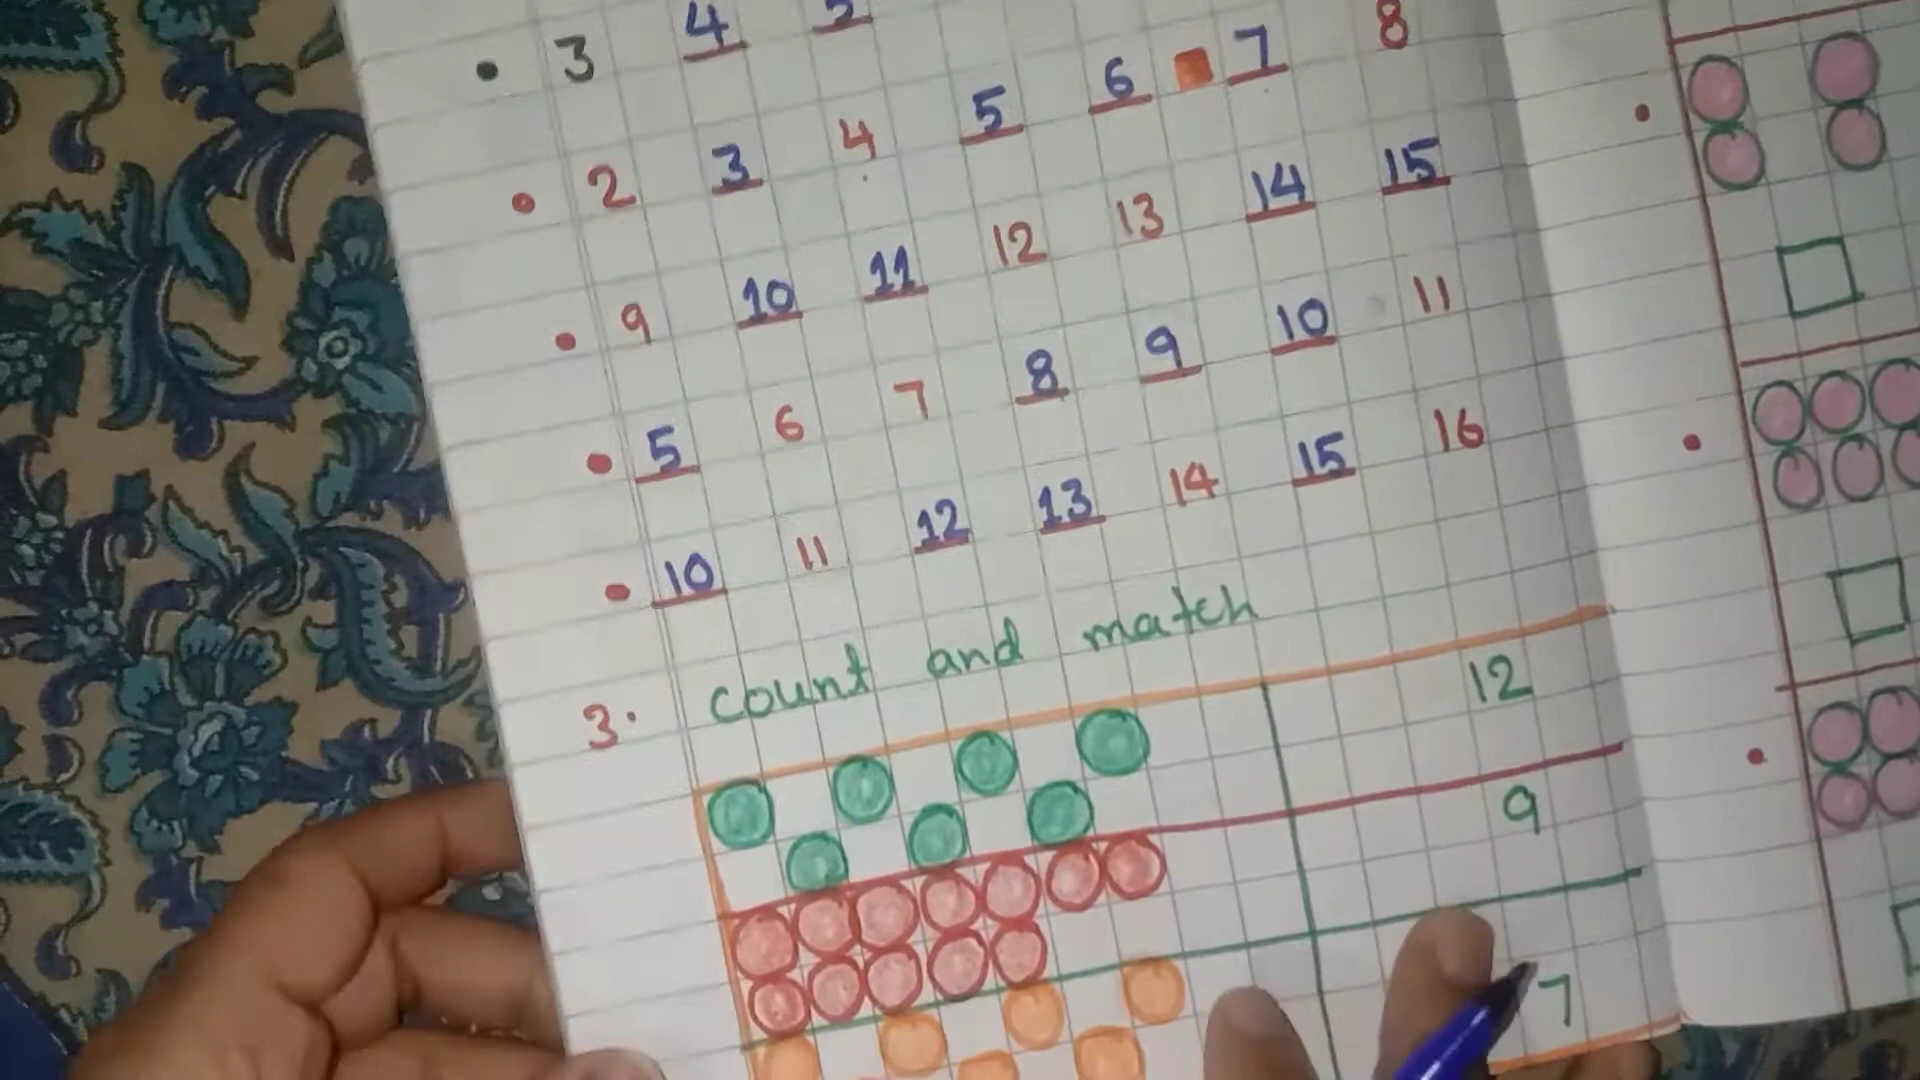 3 4 5
2 3 4 5 6 7 8
9 10 11 12 13 14 15
5 6 7 8 9 10 11
10 11 12 13 14 15 16
3. count and match
12
9
7